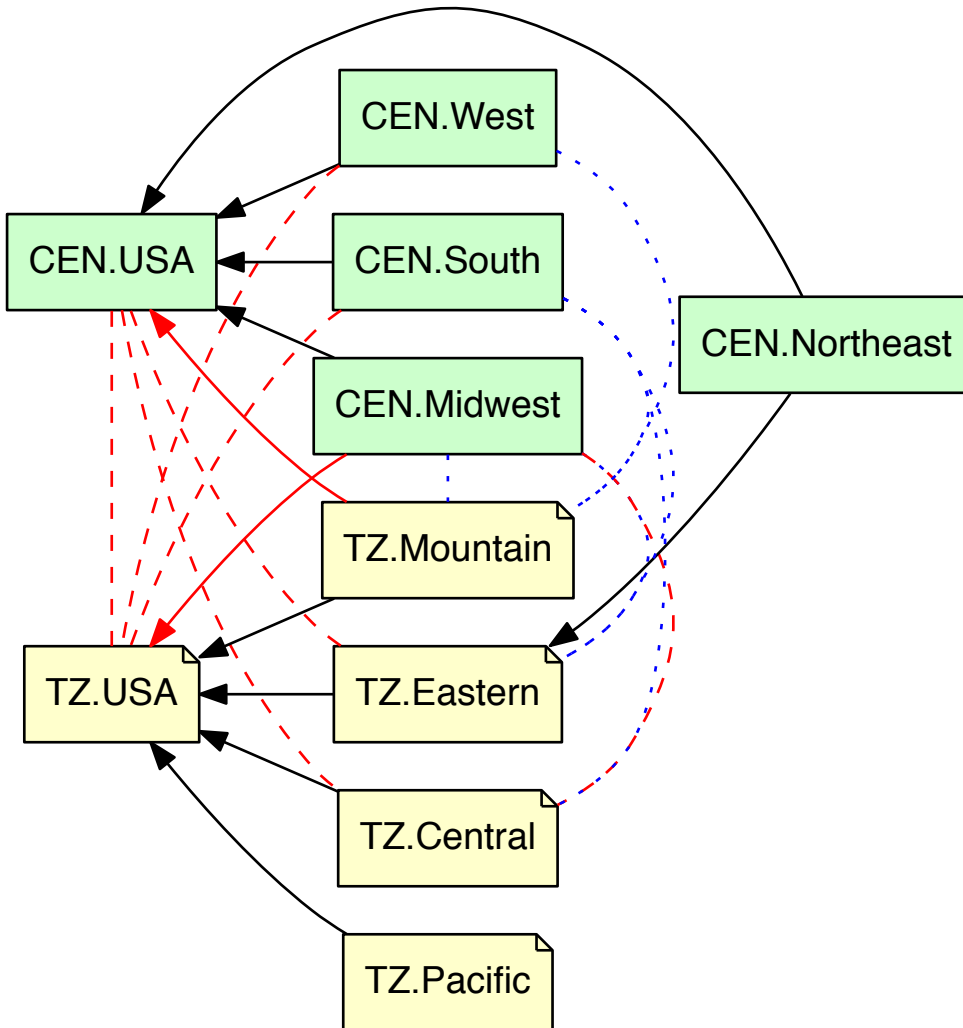 CEN.West
CEN.USA
CEN.South
CEN.Northeast
CEN.Midwest
TZ.Mountain
TZ.USA
TZ.Eastern
TZ.Central
TZ.Pacific